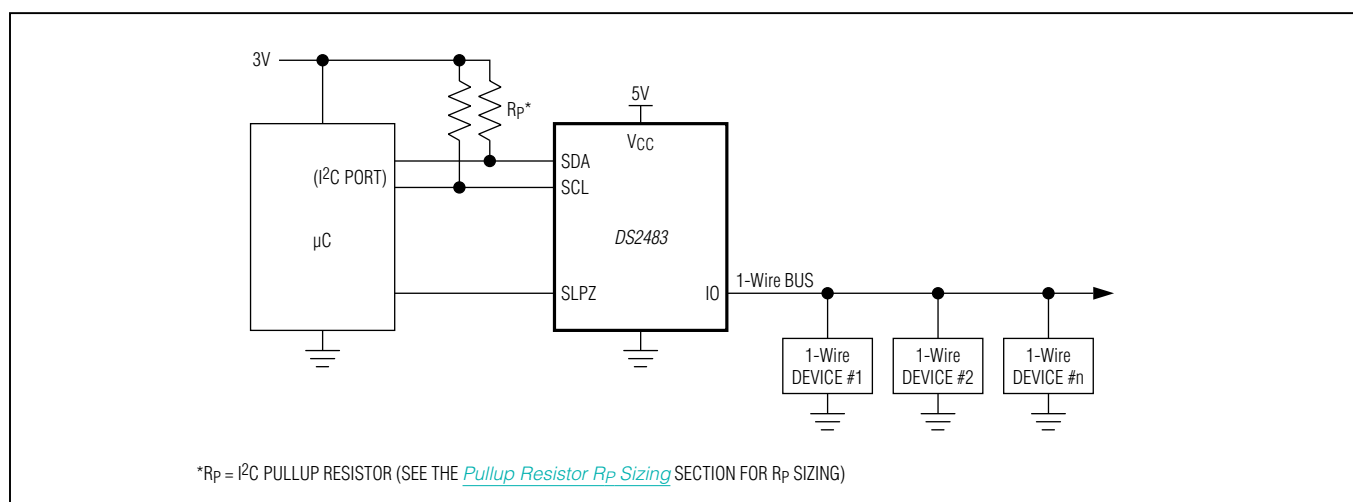 3V
RP*
5V
VCC
(I²C PORT)
µC
SDA
SCL
DS2483
SLPZ
IO
1-Wire BUS
1-Wire
DEVICE #1
1-Wire
DEVICE #2
1-Wire
DEVICE #n
*RP = I²C PULLUP RESISTOR (SEE THE Pullup Resistor RP Sizing SECTION FOR RP SIZING)